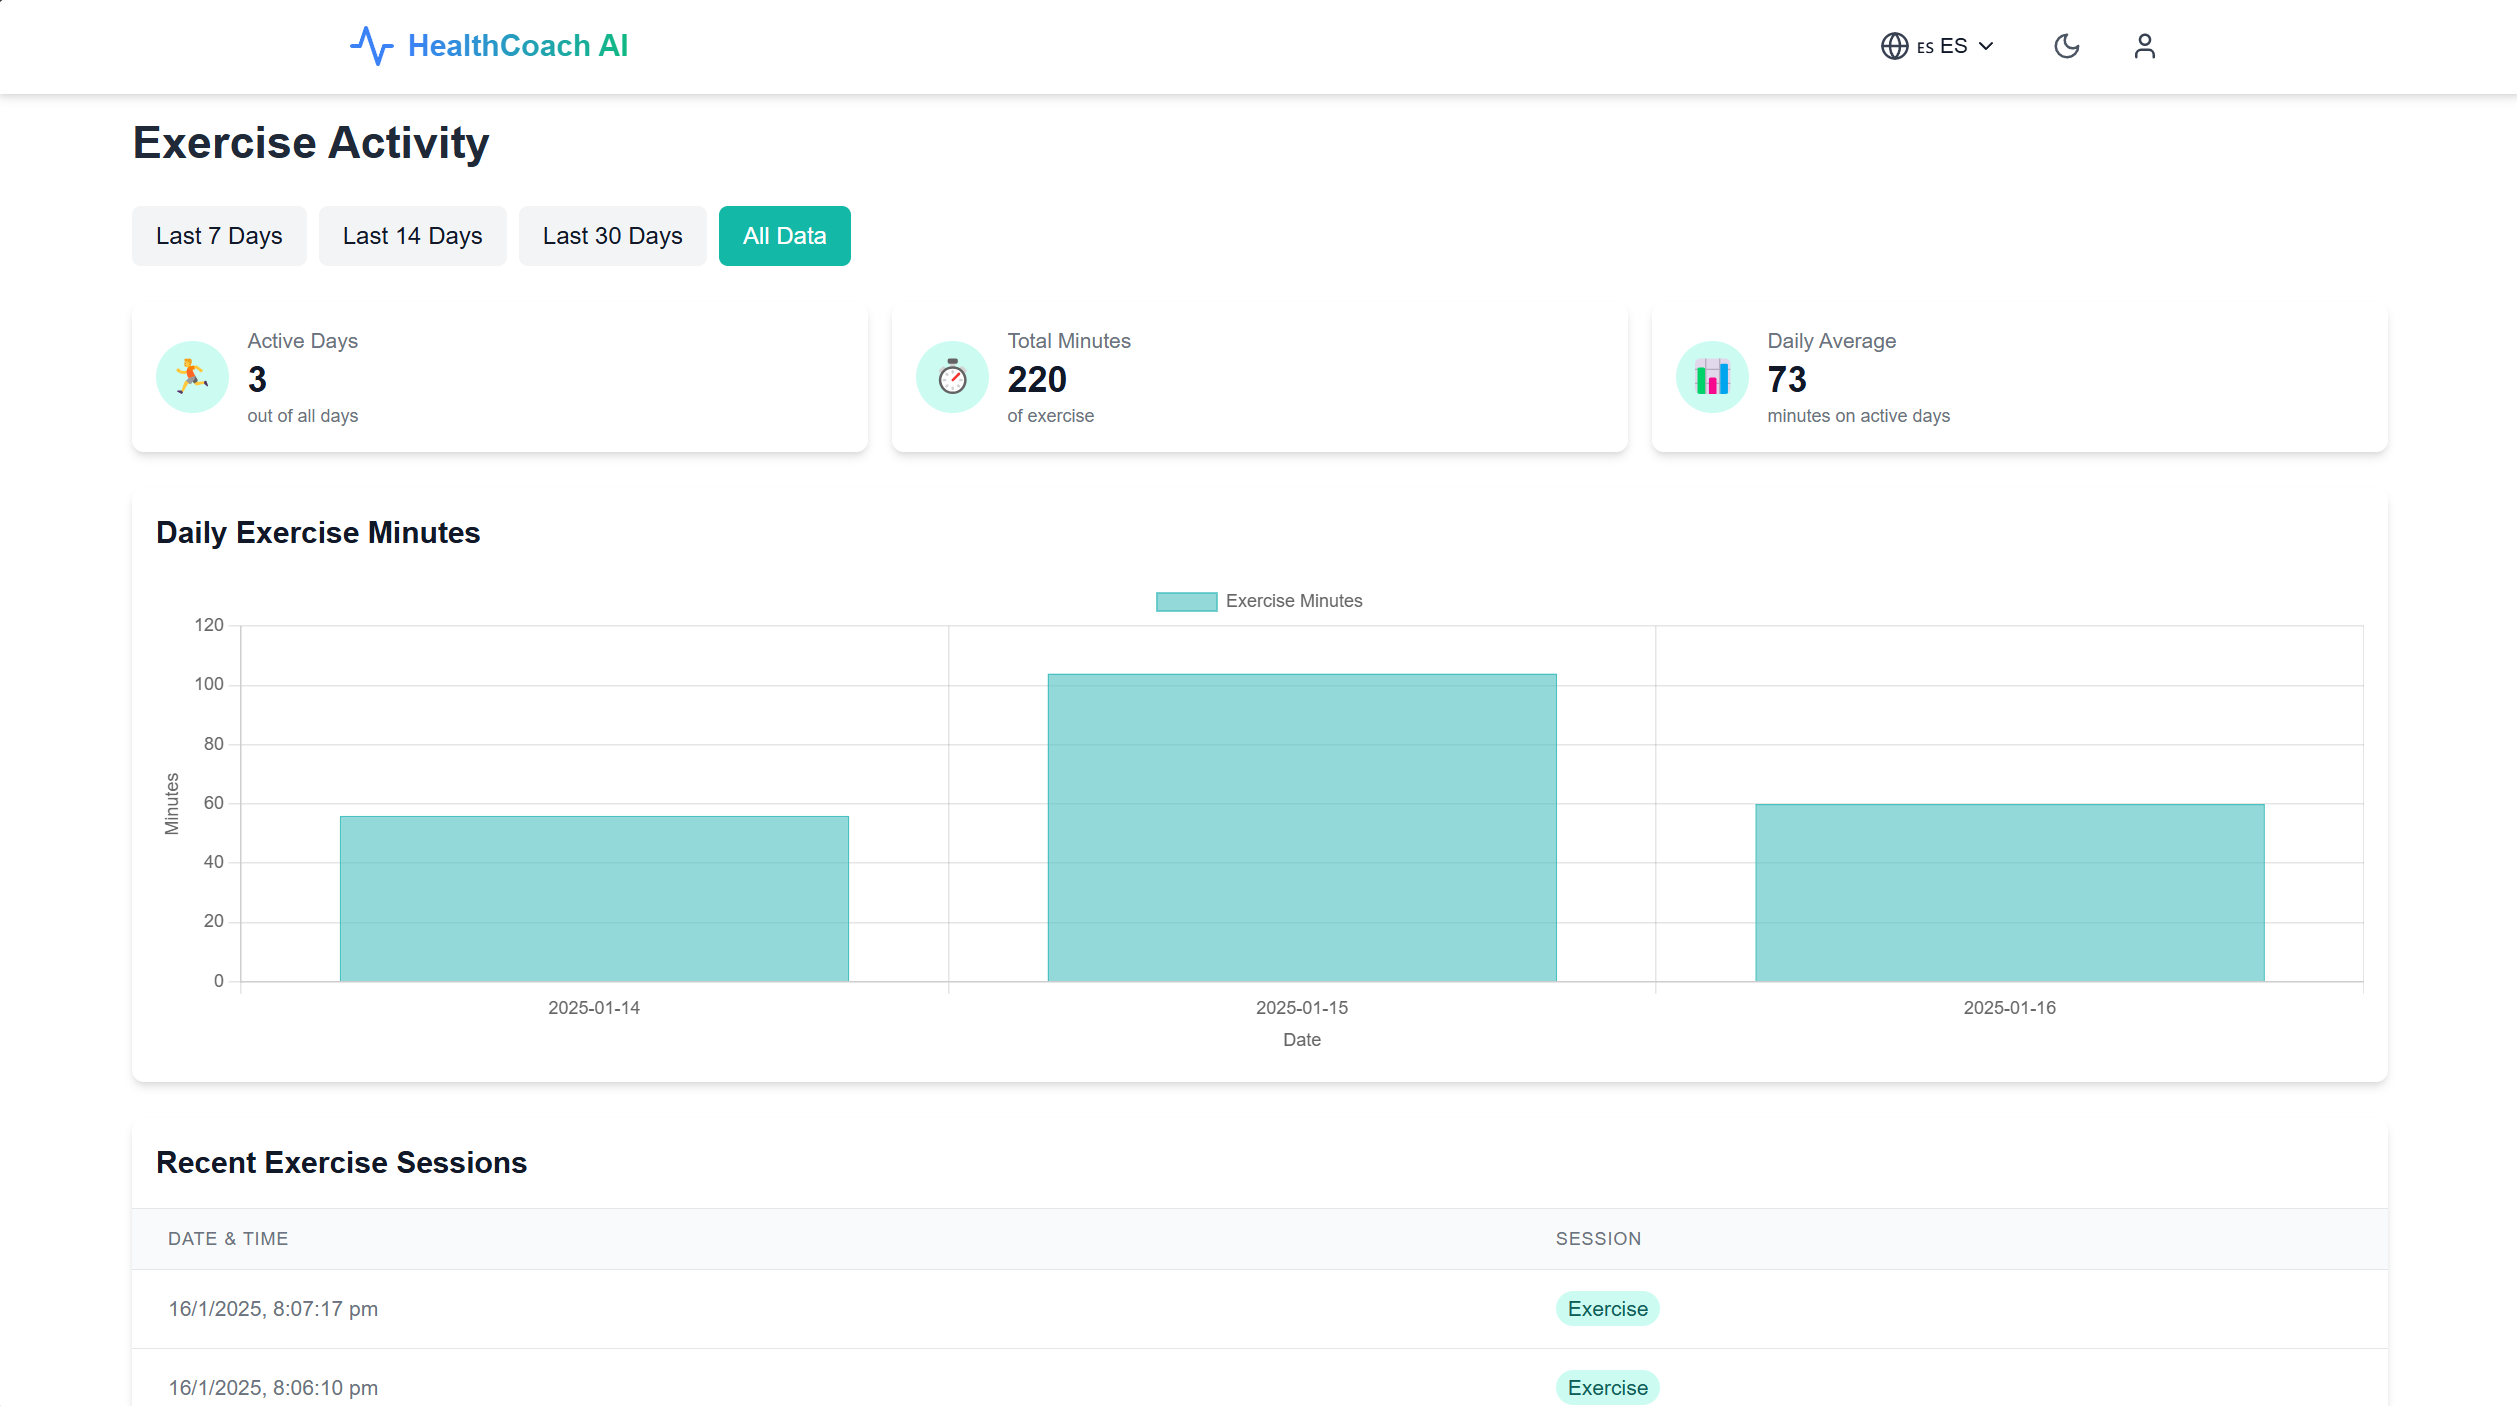 HealthCoach AI
ES ES
Exercise Activity
Last 7 Days Last 14 Days Last 30 Days All Data
Active Days
3
out of all days
Total Minutes
220
of exercise
Daily Average
73
minutes on active days
Daily Exercise Minutes
Exercise Minutes
120
100
80
60
40
20
0
Minutes
2025-01-14 2025-01-15 2025-01-16
Date
Recent Exercise Sessions
DATE & TIME SESSION
16/1/2025, 8:07:17 pm Exercise
16/1/2025, 8:06:10 pm Exercise